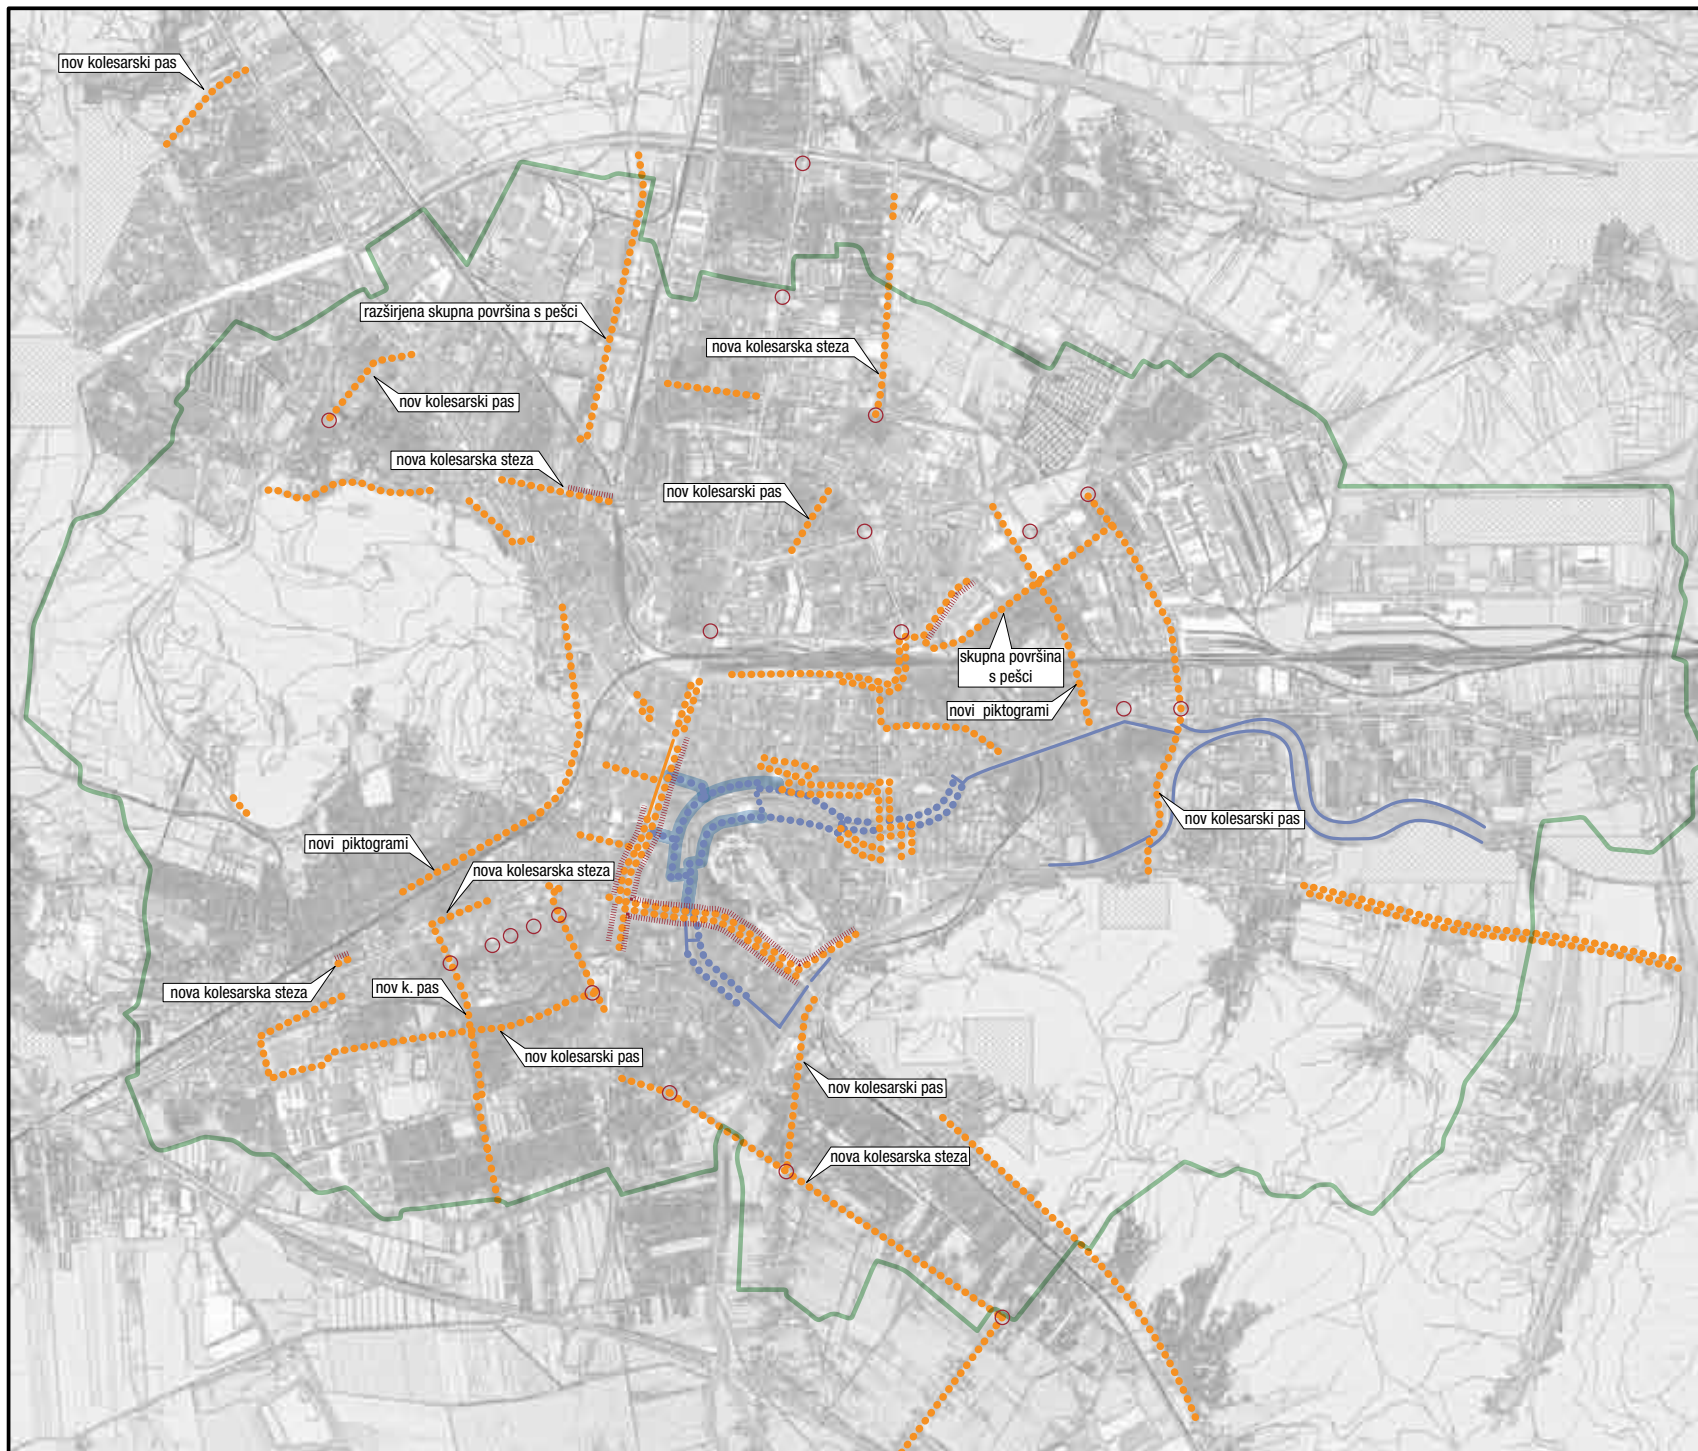 nov kolesarski pas
razširjena skupna površina s pešci
nova kolesarska steza
nov kolesarski pas
nova kolesarska steza
nov kolesarski pas
skupna površina
s pešci
novi piktogrami
nov kolesarski pas
novi piktogrami
nova kolesarska steza
nova kolesarska steza
nov k. pas
nov kolesarski pas
nov kolesarski pas
nova kolesarska steza